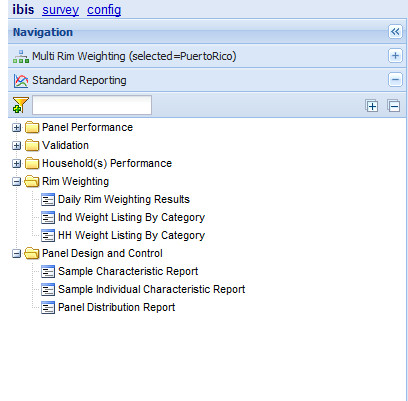 ibis survey config
Navigation
Multi Rim Weighting (selected=PuertoRico)
Standard Reporting
Panel Performance
Validation
Household(s) Performance
Rim Weighting
Daily Rim Weighting Results
Ind Weight Listing By Category
HH Weight Listing By Category
Panel Design and Control
Sample Characteristic Report
Sample Individual Characteristic Report
Panel Distribution Report